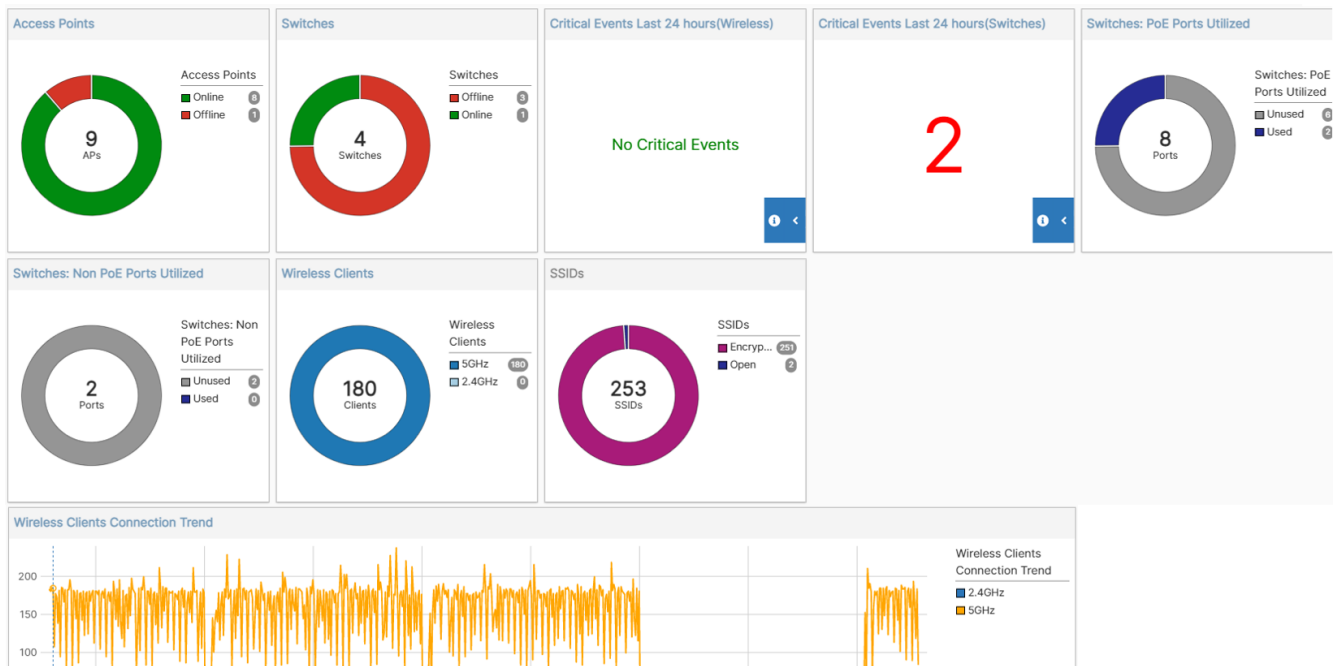 Access Points
Access Points
Online 8
Offline 1
9
APs
Switches
Switches
Offline 3
Online 1
4
Switches
Critical Events Last 24 hours(Wireless)
No Critical Events
Critical Events Last 24 hours(Switches)
2
Switches: PoE Ports Utilized
Switches: PoE
Ports Utilized
Unused 6
Used 2
8
Ports
Switches: Non PoE Ports Utilized
Switches: Non
PoE Ports
Utilized
Unused 2
Used 0
2
Ports
Wireless Clients
Wireless
Clients
5GHz 180
2.4GHz 0
180
Clients
SSIDs
SSIDs
Encryp... 251
Open 2
253
SSIDs
Wireless Clients Connection Trend
200
150
100
Wireless Clients
Connection Trend
2.4GHz
5GHz